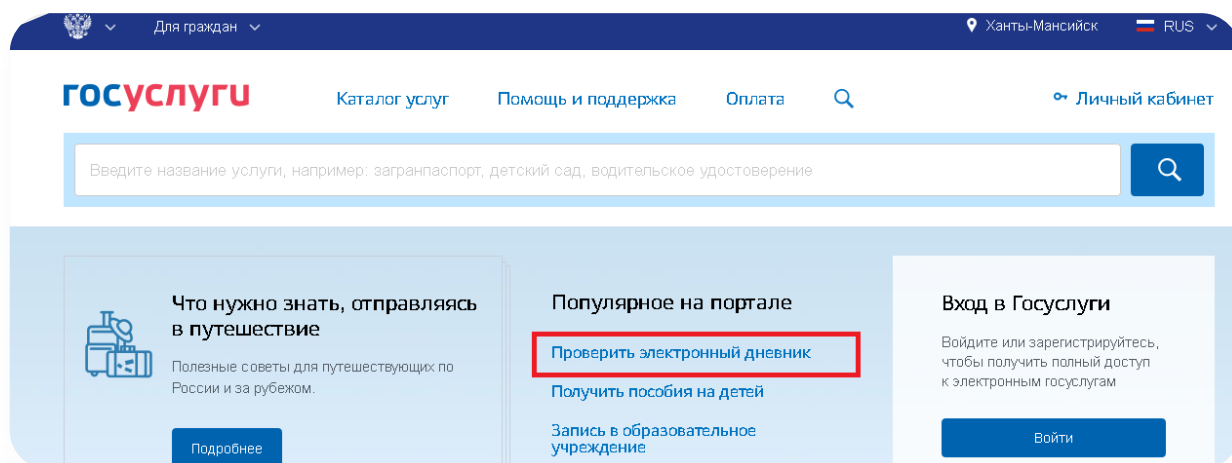 Для граждан
Ханты-Мансийск
RUS
госуслуги
Каталог услуг
Помощь и поддержка
Оплата
Личный кабинет
Введите название услуги, например: загранпаспорт, детский сад, водительское удостоверение
Что нужно знать, отправляясь
в путешествие
Полезные советы для путешествующих по
России и за рубежом.
Подробнее
Популярное на портале
Проверить электронный дневник
Получить пособия на детей
Запись в образовательное
учреждение
Вход в Госуслуги
Войдите или зарегистрируйтесь,
чтобы получить полный доступ
к электронным госуслугам
Войти